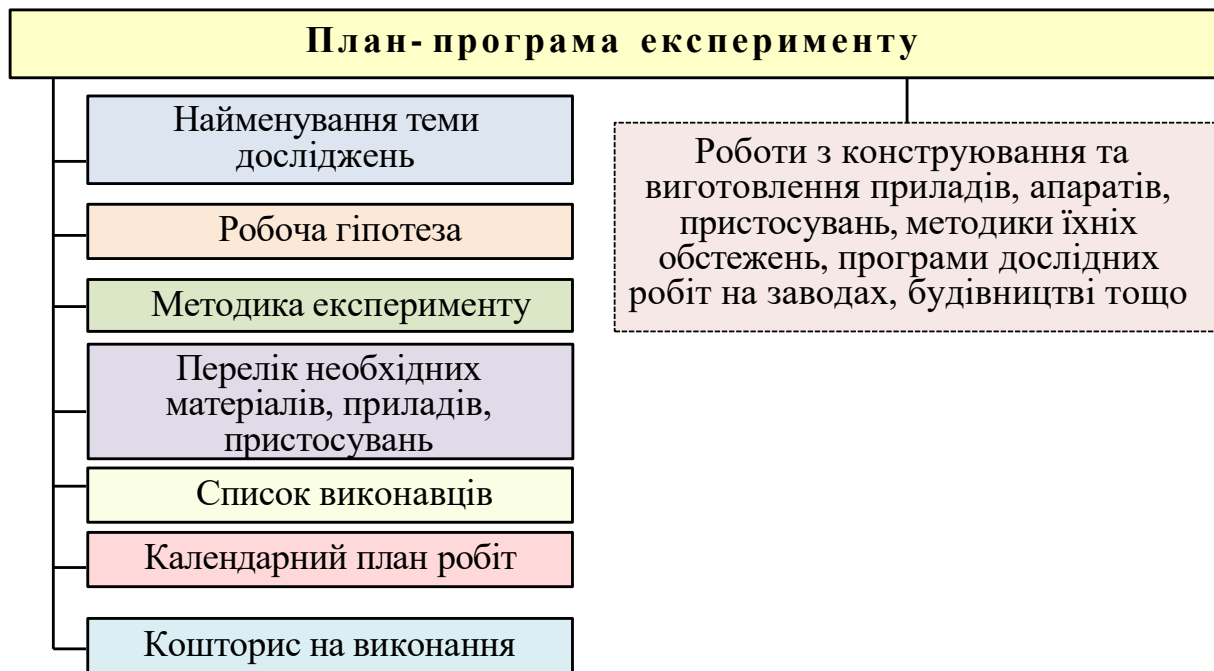 План- програма експерименту
Найменування теми
досліджень
Робоча гіпотеза
Методика експерименту
Перелік необхідних
матеріалів, приладів,
пристосувань
Список виконавців
Календарний план робіт
Кошторис на виконання
Роботи з конструювання та
виготовлення приладів, апаратів,
пристосувань, методики їхніх
обстежень, програми дослідних
робіт на заводах, будівництві тощо